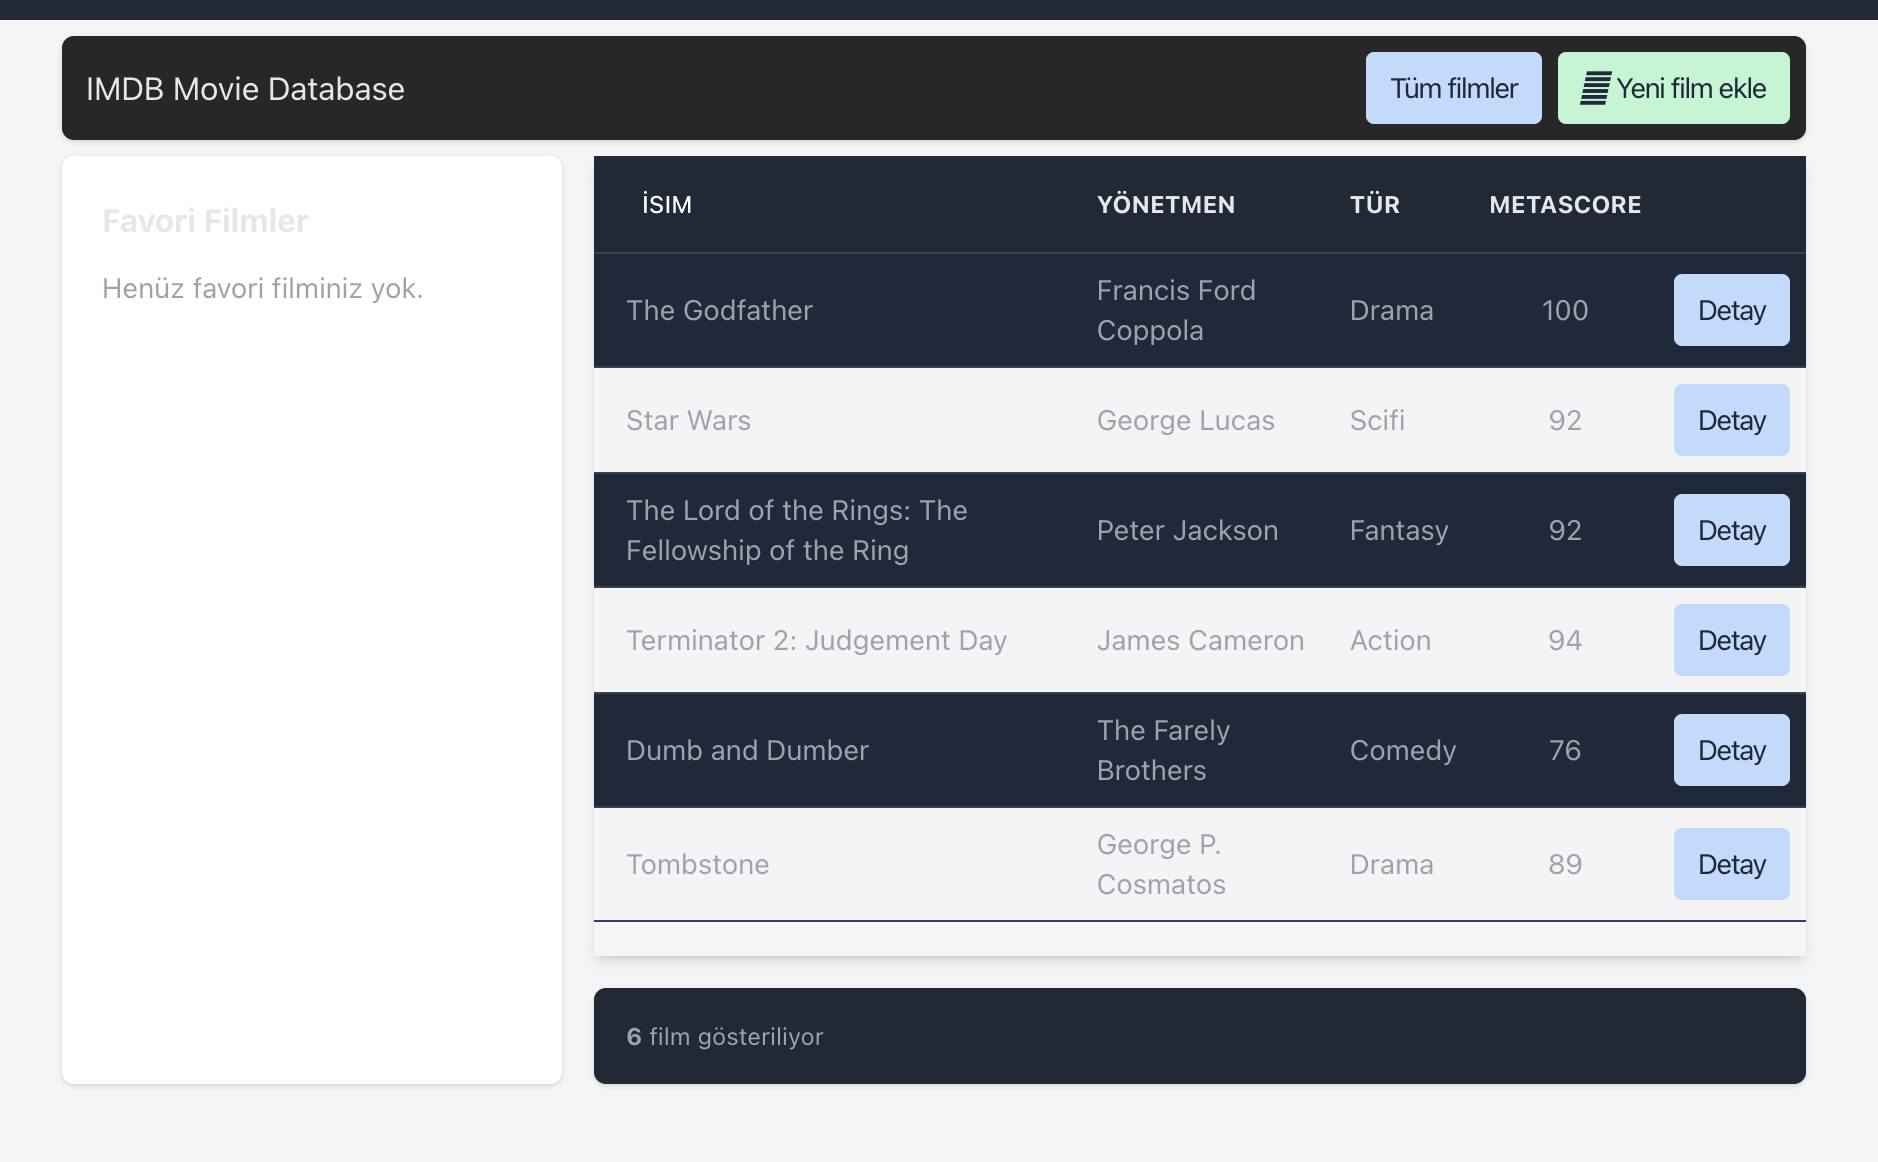 IMDB Movie Database
Tüm filmler
Yeni film ekle
Favori Filmler
Henüz favori filminiz yok.
İSIM YÖNETMEN TÜR METASCORE
The Godfather Francis Ford Coppola Drama 100 Detay
Star Wars George Lucas Scifi 92 Detay
The Lord of the Rings: The Fellowship of the Ring Peter Jackson Fantasy 92 Detay
Terminator 2: Judgement Day James Cameron Action 94 Detay
Dumb and Dumber The Farely Brothers Comedy 76 Detay
Tombstone George P. Cosmatos Drama 89 Detay
6 film gösteriliyor